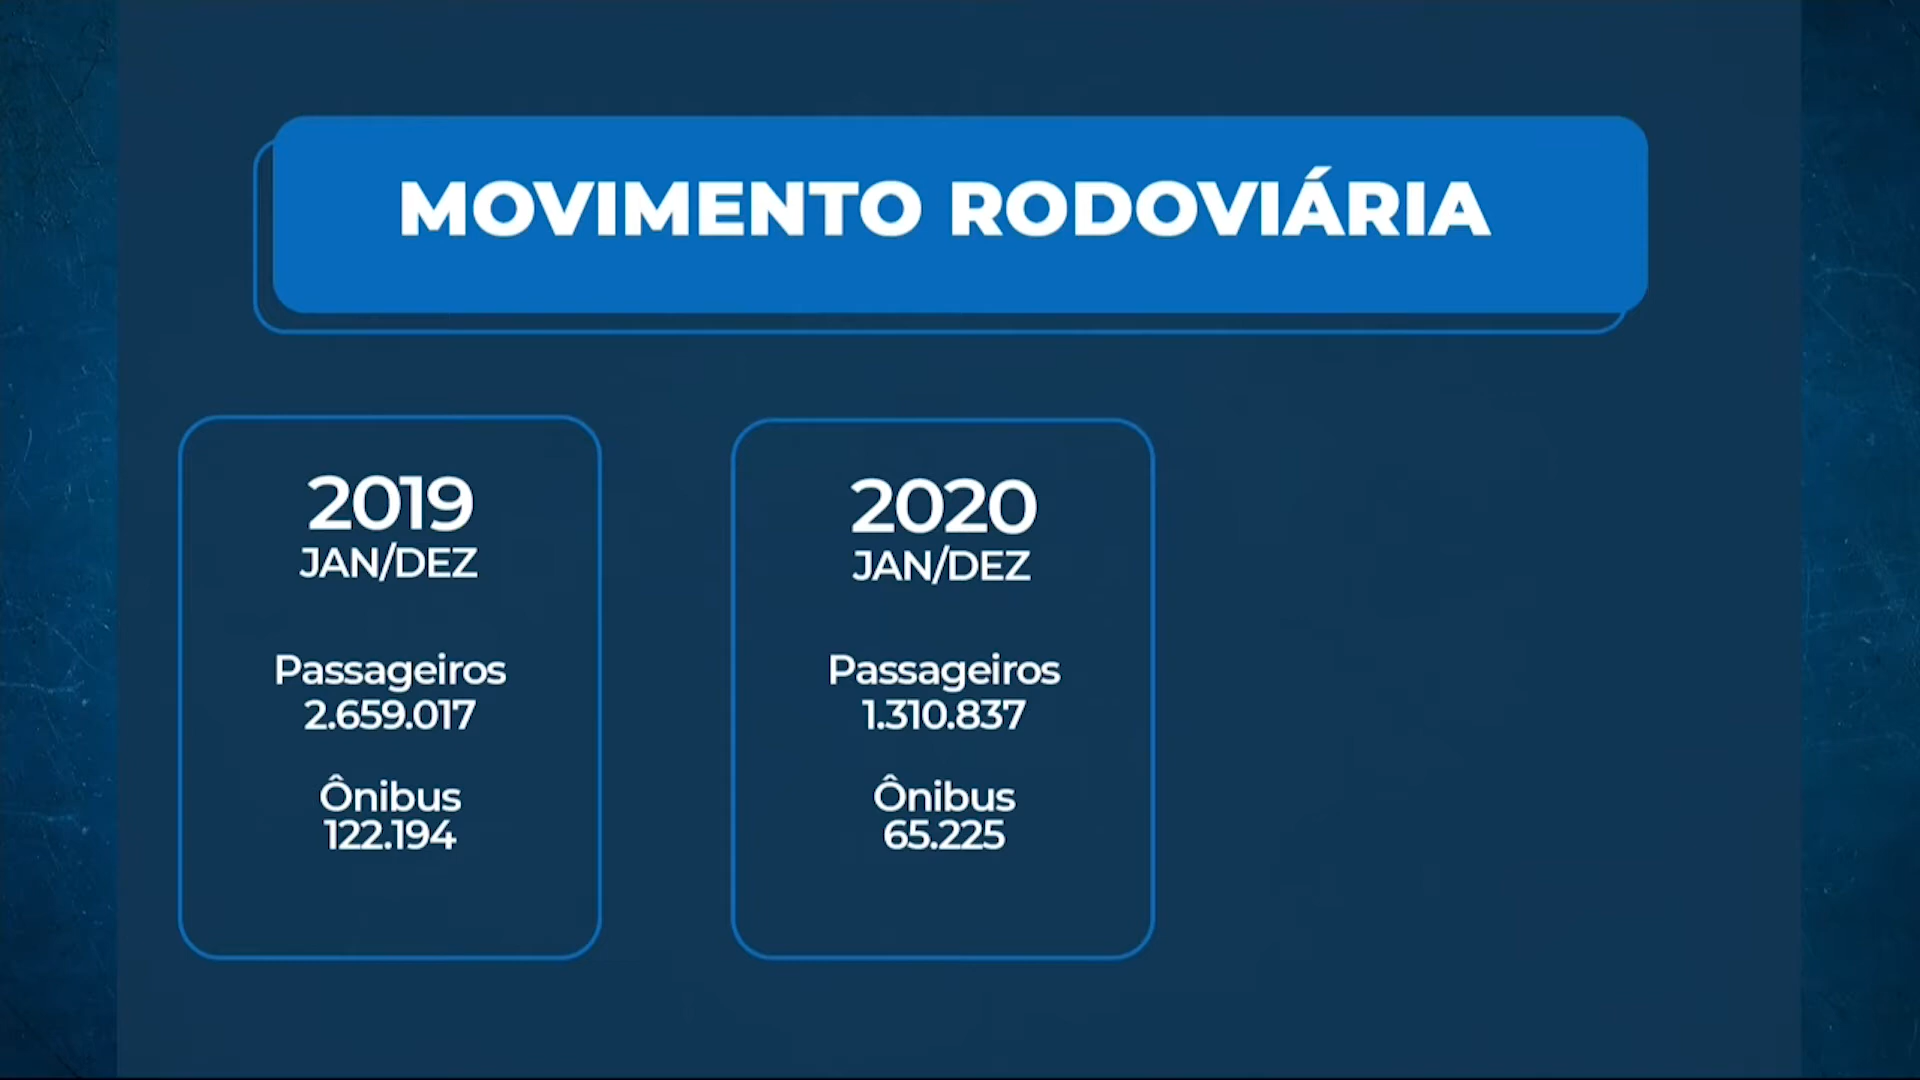 MOVIMENTO RODOVIÁRIA
2019
JAN/DEZ
Passageiros
2.659.017
Ônibus
122.194
2020
JAN/DEZ
Passageiros
1.310.837
Ônibus
65.225